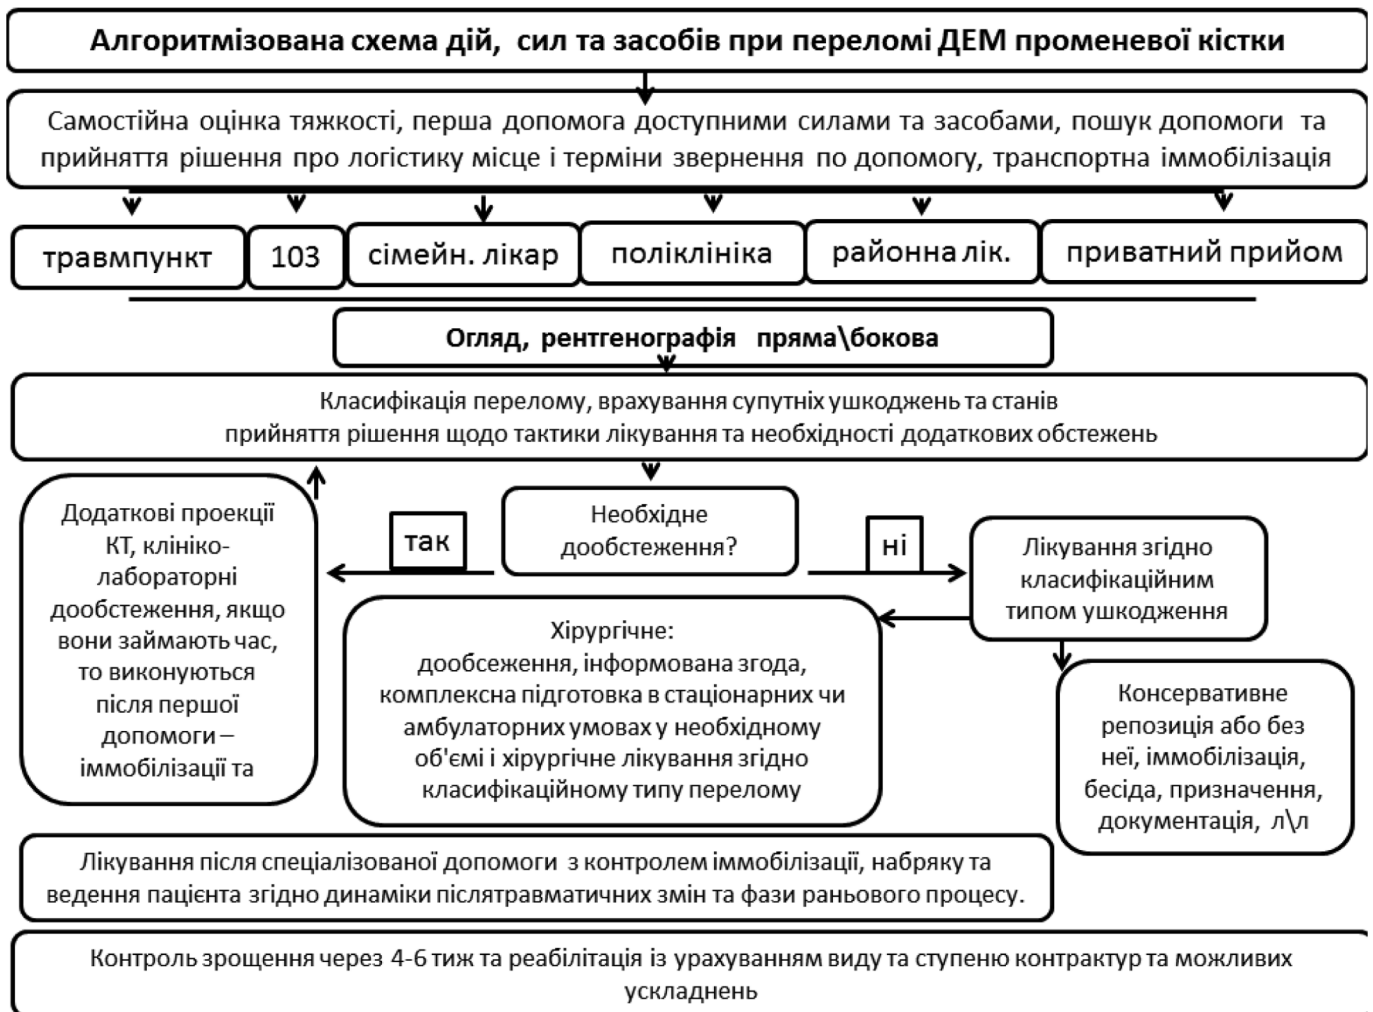 Алгоритмізована схема дій, сил та засобів при переломі ДЕМ променевої кістки
Самостійна оцінка тяжкості, перша допомога доступними силами та засобами, пошук допомоги та
прийняття рішення про логістику місце і терміни звернення по допомогу, транспортна іммобілізація
травмпункт
103
сімейн. лікар
поліклініка
районна лік.
приватний прийом
Огляд, рентгенографія пряма\бокова
Класифікація перелому, врахування супутніх ушкоджень та станів
прийняття рішення щодо тактики лікування та необхідності додаткових обстежень
Додаткові проекції
КТ, клініко-
лабораторні
дообстеження, якщо
вони займають час,
то виконуються
після першої
допомоги –
іммобілізації та
так
Необхідне
дообстеження?
ні
Лікування згідно
класифікаційним
типом ушкодження
Хірургічне:
дообсеження, інформована згода,
комплексна підготовка в стаціонарних чи
амбулаторних умовах у необхідному
об'ємі і хірургічне лікування згідно
класифікаційному типу перелому
Консервативне
репозиція або без
неї, іммобілізація,
бесіда, призначення,
документація, л\л
Лікування після спеціалізованої допомоги з контролем іммобілізації, набряку та
ведення пацієнта згідно динаміки післятравматичних змін та фази раньового процесу.
Контроль зрощення через 4-6 тиж та реабілітація із урахуванням виду та ступеню контрактур та можливих
ускладнень